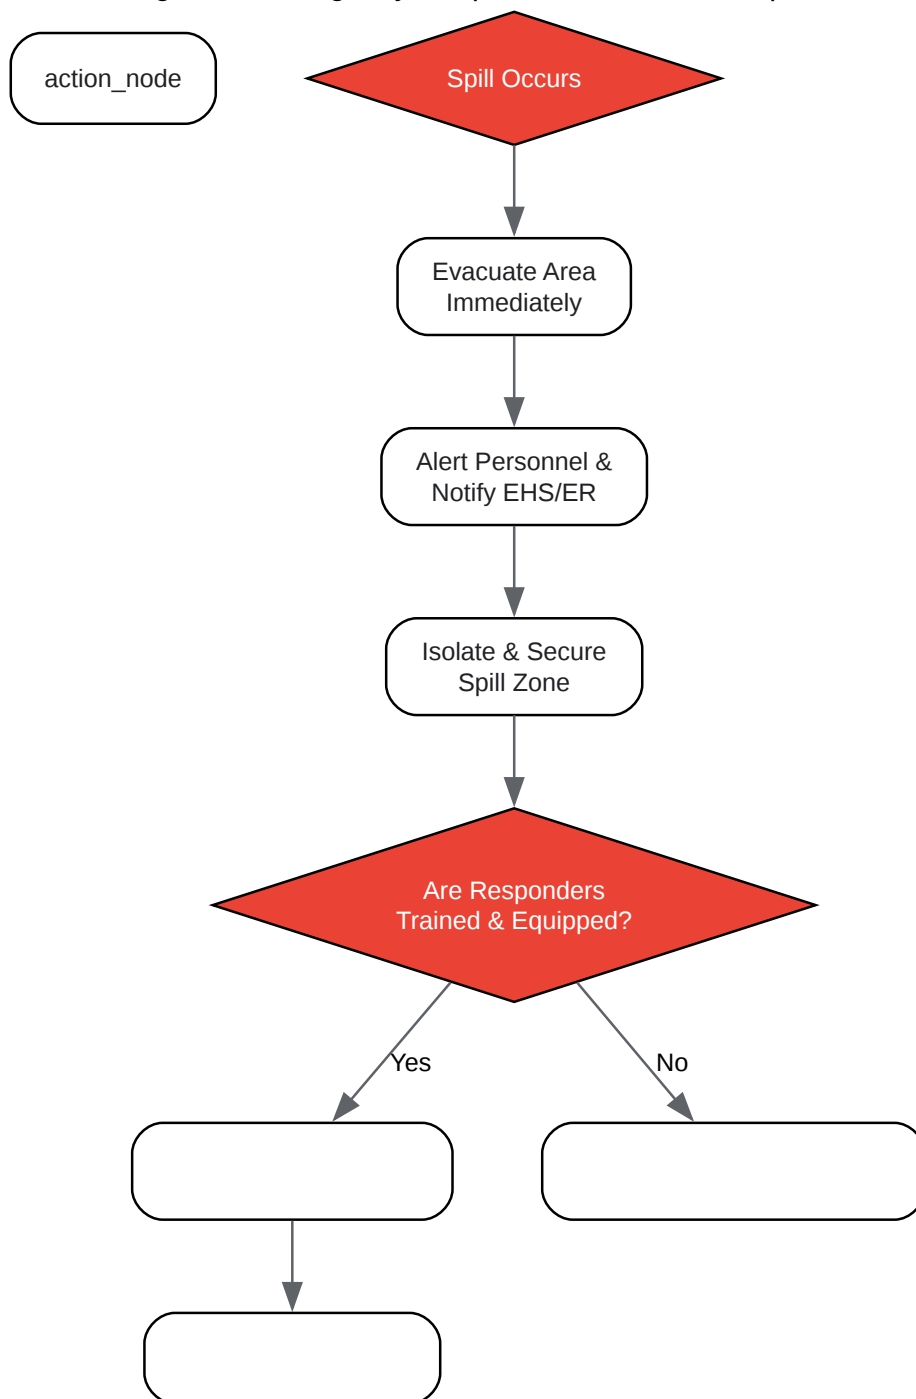 action_node
Spill Occurs
Evacuate Area
Immediately
Alert Personnel &
Notify EHS/ER
Isolate & Secure
Spill Zone
Are Responders
Trained & Equipped?
Yes
No